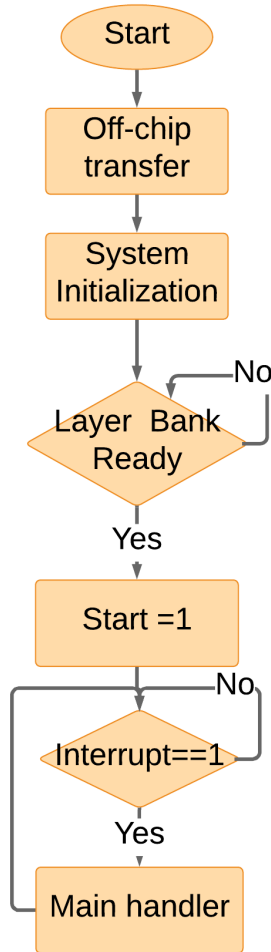 Start
Off-chip
transfer
System
Initialization
No
Layer Bank
Ready
Yes
Start =1
No
Interrupt==1
Yes
Main handler